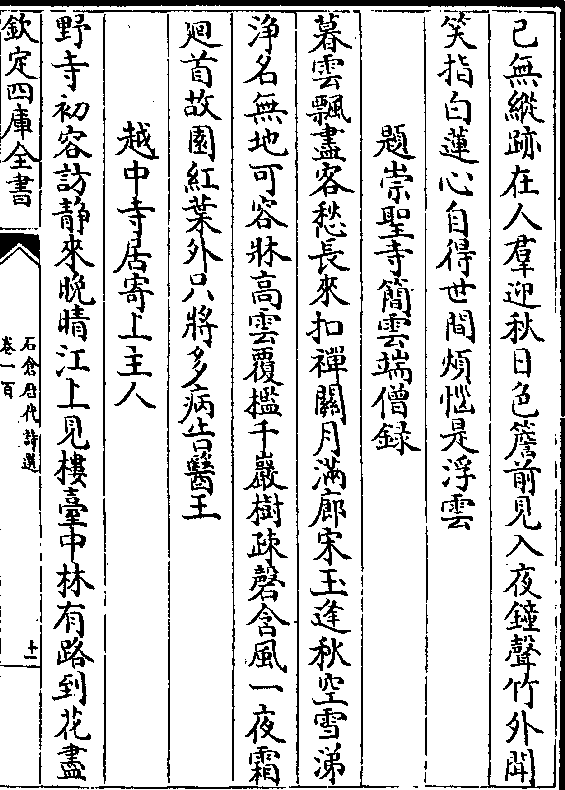 已無縱跡在人羣迎秋日色簷前見入夜鐘聲竹外聞
笑指白蓮心自得世間煩惱是浮雲
題崇聖寺簡雲端僧録
暮雲飄盡客愁長來扣禪關月滿廊宋玉逢秋空雪涕
浄名無地可容牀高雲覆檻千巖樹疎磬含風一夜霜
廻首故園紅葉外只將多病告醫王
越中寺居寄上主人
野寺初容訪静來晚晴江上見樓臺中林有路到花盡
欽定四庫全書
石倉歷代詩選
卷一百
十一